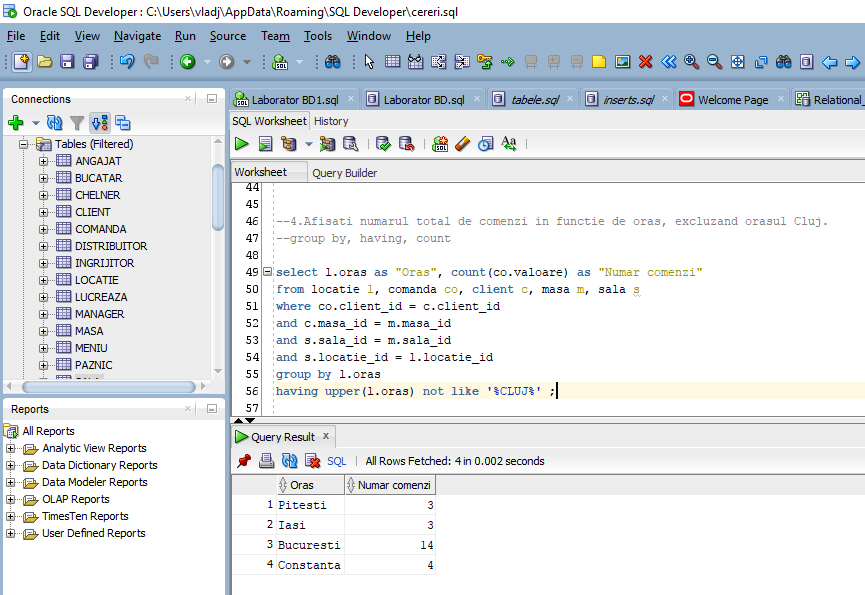 Oracle SQL Developer : C:\Users\vladj\AppData\Roaming\SQL Developer\cereri.sql
File Edit View Navigate Run Source Team Tools Window Help
Connections
Tables (Filtered)
ANGAJAT
BUCATAR
CHELNER
CLIENT
COMANDA
DISTRIBUITOR
INGRIJITOR
LOCATIE
LUCREAZA
MANAGER
MASA
MENIU
PAZNIC
Reports
All Reports
Analytic View Reports
Data Dictionary Reports
Data Modeler Reports
OLAP Reports
TimesTen Reports
User Defined Reports
Laborator BD1.sql Laborator BD.sql tabele.sql inserts.sql Welcome Page Relational_
SQL Worksheet History
Worksheet Query Builder
44
45
46 --4.Afisati numarul total de comenzi in functie de oras, excluzand orasul Cluj.
47 --group by, having, count
48
49 select l.oras as "Oras", count(co.valoare) as "Numar comenzi"
50 from locatie l, comanda co, client c, masa m, sala s
51 where co.client_id = c.client_id
52 and c.masa_id = m.masa_id
53 and s.sala_id = m.sala_id
54 and s.locatie_id = l.locatie_id
55 group by l.oras
56 having upper(l.oras) not like '%CLUJ%' ;
57
Query Result
SQL | All Rows Fetched: 4 in 0.002 seconds
Oras Numar comenzi
1 Pitesti 3
2 Iasi 3
3 Bucuresti 14
4 Constanta 4